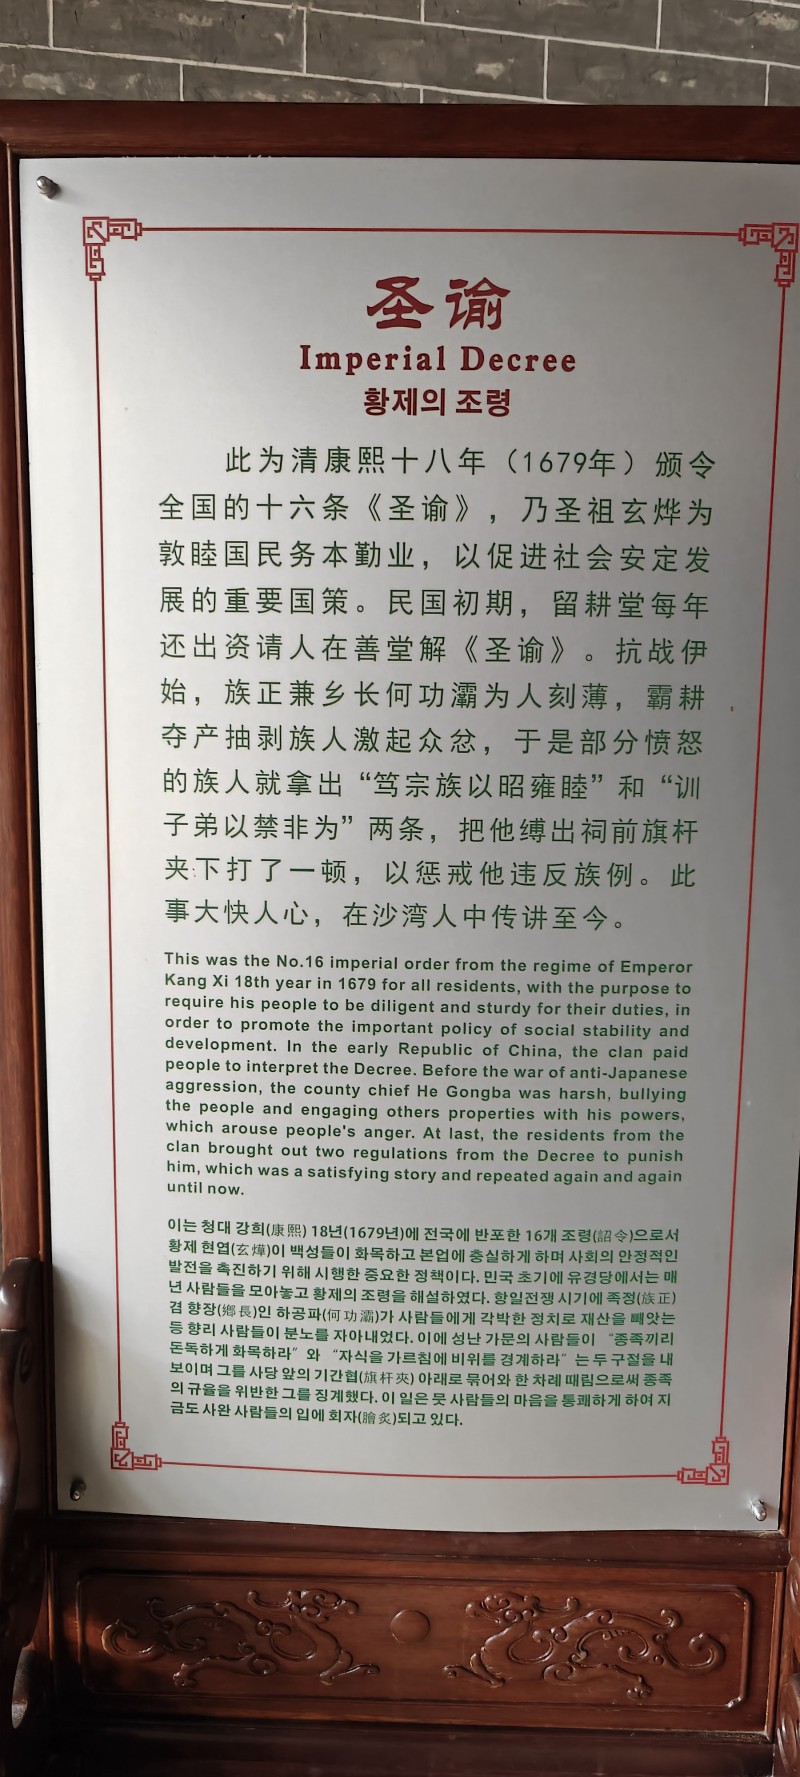 圣谕
Imperial Decree
황제의 조령
此为清康熙十八年（1679年）颁令
全国的十六条《圣谕》，乃圣祖玄烨为
敦睦国民务本勤业，以促进社会安定发
展的重要国策。民国初期，留耕堂每年
还出资请人在善堂解《圣谕》。抗战伊
始，族正兼乡长何功灞为人刻薄，霸耕
夺产抽剥族人激起众忿，于是部分愤怒
的族人就拿出“笃宗族以昭雍睦”和“训
子弟以禁非为”两条，把他缚出祠前旗杆
夹下打了一顿，以惩戒他违反族例。此
事大快人心，在沙湾人中传讲至今。
This was the No.16 imperial order from the regime of Emperor
Kang Xi 18th year in 1679 for all residents, with the purpose to
require his people to be diligent and sturdy for their duties, in
order to promote the important policy of social stability and
development. In the early Republic of China, the clan paid
people to interpret the Decree. Before the war of anti-Japanese
aggression, the county chief He Gongba was harsh, bullying
the people and engaging others properties with his powers,
which arouse people's anger. At last, the residents from the
clan brought out two regulations from the Decree to punish
him, which was a satisfying story and repeated again and again
until now.
이는 청대 강희(康熙) 18년(1679년)에 전국에 반포한 16개 조령(詔令)으로서
황제 현엽(玄燁)이 백성들이 화목하고 본업에 충실하게 하며 사회의 안정적인
발전을 촉진하기 위해 시행한 중요한 정책이다. 민국 초기에 유경당에서는 매
년 사람들을 모아놓고 황제의 조령을 해설하였다. 항일전쟁 시기에 족정(族正)
겸 향장(鄕長)인 하공파(何功灞)가 사람들에게 각박한 정치로 재산을 빼앗는
등 향리 사람들이 분노를 자아내었다. 이에 성난 가문의 사람들이 “종족끼리
돈독하게 화목하라” 와 “자식을 가르침에 비위를 경계하라” 는 두 구절을 내
보이며 그를 사당 앞의 기간협(旗杆夾) 아래로 묶어와 한 차례 때림으로써 종족
의 규율을 위반한 그를 징계했다. 이 일은 뭇 사람들의 마음을 통쾌하게 하여 지
금도 사완 사람들의 입에 회자(膾炙)되고 있다.